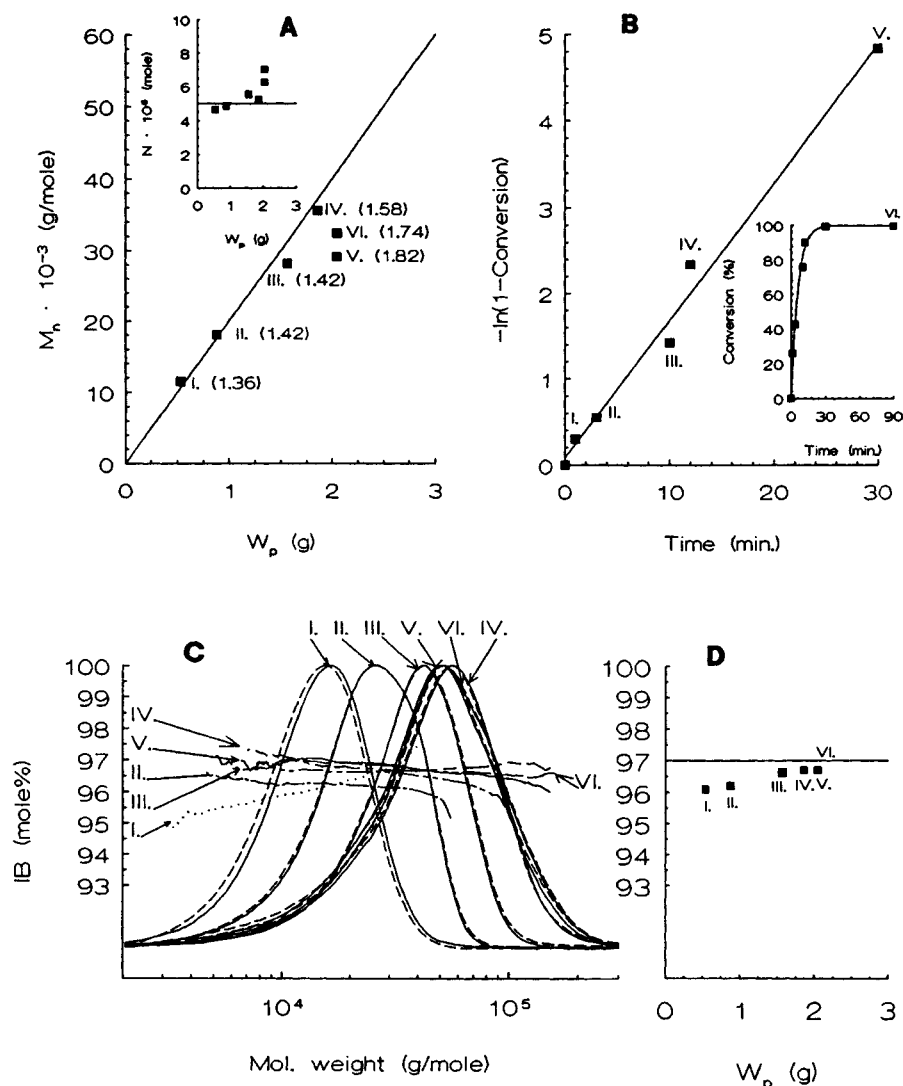 A
M_n · 10⁻³ (g/mole)
60
50
40
30
20
10
0
0
1
2
3
W_p (g)
IV. (1.58)
VI. (1.74)
V. (1.82)
III. (1.42)
II. (1.42)
I. (1.36)
(mole)
10
8
6
4
2
0
0
1
2
3
W_p (g)
B
-ln(1-Conversion)
5
4
3
2
1
0
0
10
20
30
Time (min.)
I.
II.
III.
IV.
V.
Conversion (%)
100
80
60
40
20
0
0
30
60
90
Time (min.)
VI.
C
I. II. III. V. VI. IV.
IB (mole%)
100
99
98
97
96
95
94
93
IV.
V.
II.
III.
I.
VI.
10⁴
10⁵
Mol. weight (g/mole)
D
100
99
98
97
96
95
94
93
VI.
I. II. III. IV. V.
0
1
2
3
W_p (g)